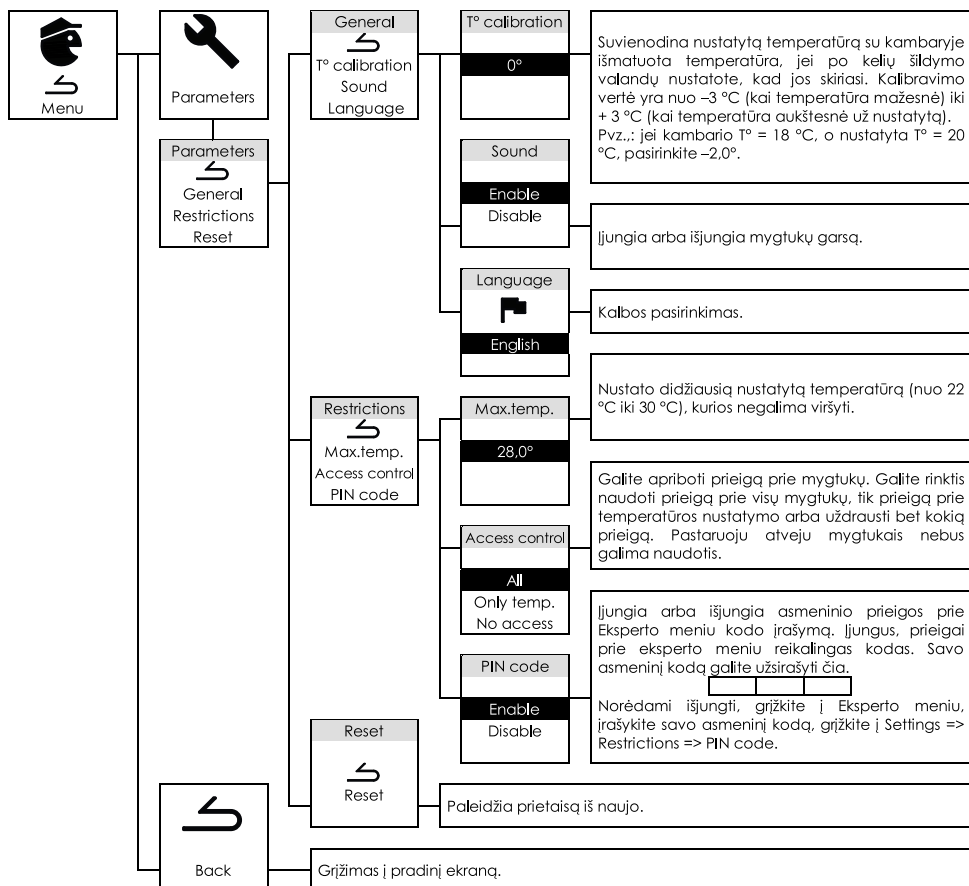 Menu
Parameters
Parameters
General
Restrictions
Reset
General
T° calibration
Sound
Language
T° calibration
0°
Suvienodina nustatytą temperatūrą su kambaryje
išmatuota temperatūra, jei po kelių šildymo
valandų nustatote, kad jos skiriasi. Kalibravimo
vertė yra nuo –3 °C (kai temperatūra mažesnė) iki
+ 3 °C (kai temperatūra aukštesnė už nustatytą).
Pvz.,: jei kambario T° = 18 °C, o nustatyta T° = 20
°C, pasirinkite –2,0°.
Sound
Enable
Disable
Įjungia arba išjungia mygtukų garsą.
Language
English
Kalbos pasirinkimas.
Restrictions
Max.temp.
Access control
PIN code
Max.temp.
28,0°
Nustato didžiausią nustatytą temperatūrą (nuo 22
°C iki 30 °C), kurios negalima viršyti.
Access control
All
Only temp.
No access
Galite apriboti prieigą prie mygtukų. Galite rinktis
naudoti prieigą prie visų mygtukų, tik prieigą prie
temperatūros nustatymo arba uždrausti bet kokią
prieigą. Pastaruoju atveju mygtukais nebus
galima naudotis.
PIN code
Enable
Disable
Įjungia arba išjungia asmeninio prieigos prie
Eksperto meniu kodo įrašymą. Įjungus, prieigai
prie eksperto meniu reikalingas kodas. Savo
asmeninį kodą galite užsirašyti čia.
Norėdami išjungti, grįžkite į Eksperto meniu,
įrašykite savo asmeninį kodą, grįžkite į Settings =>
Restrictions => PIN code.
Reset
Reset
Paleidžia prietaisą iš naujo.
Back
Grįžimas į pradinį ekraną.